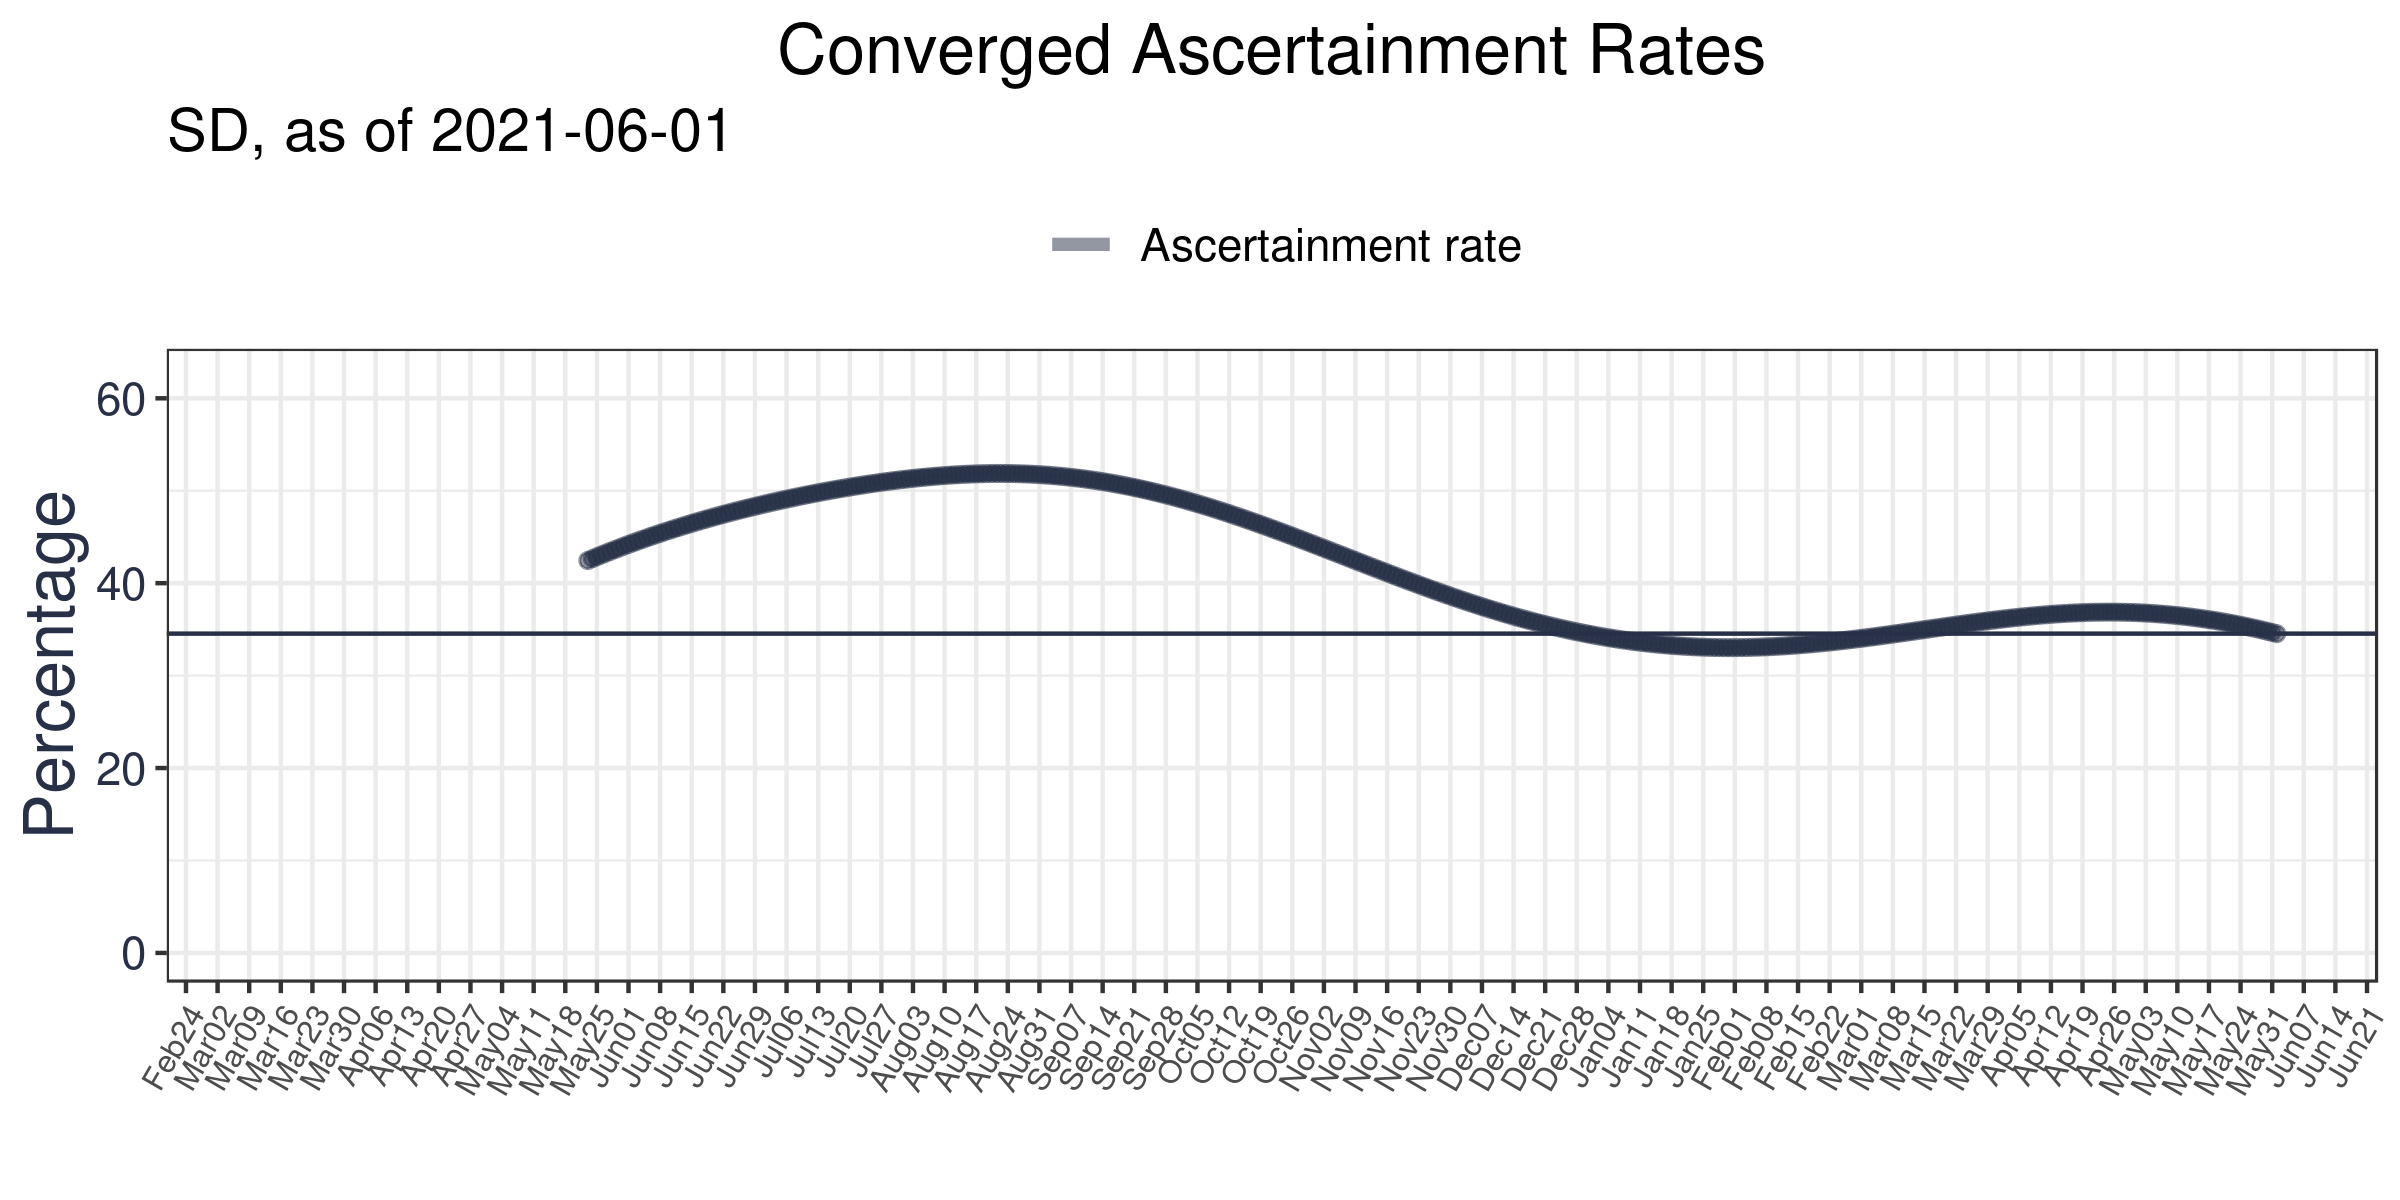 Converged Ascertainment Rates
SD, as of 2021-06-01
Ascertainment rate
Percentage
60
40
20
0
Feb24 Mar02 Mar09 Mar16 Mar23 Mar30 Apr06 Apr13 Apr20 Apr27 May04 May11 May18 May25 Jun01 Jun08 Jun15 Jun22 Jun29 Jul06 Jul13 Jul20 Jul27 Aug03 Aug10 Aug17 Aug24 Aug31 Sep07 Sep14 Sep21 Sep28 Oct05 Oct12 Oct19 Oct26 Nov02 Nov09 Nov16 Nov23 Nov30 Dec07 Dec14 Dec21 Dec28 Jan04 Jan11 Jan18 Jan25 Feb01 Feb08 Feb15 Feb22 Mar01 Mar08 Mar15 Mar22 Mar29 Apr05 Apr12 Apr19 Apr26 May03 May10 May17 May24 May31 Jun07 Jun14 Jun21